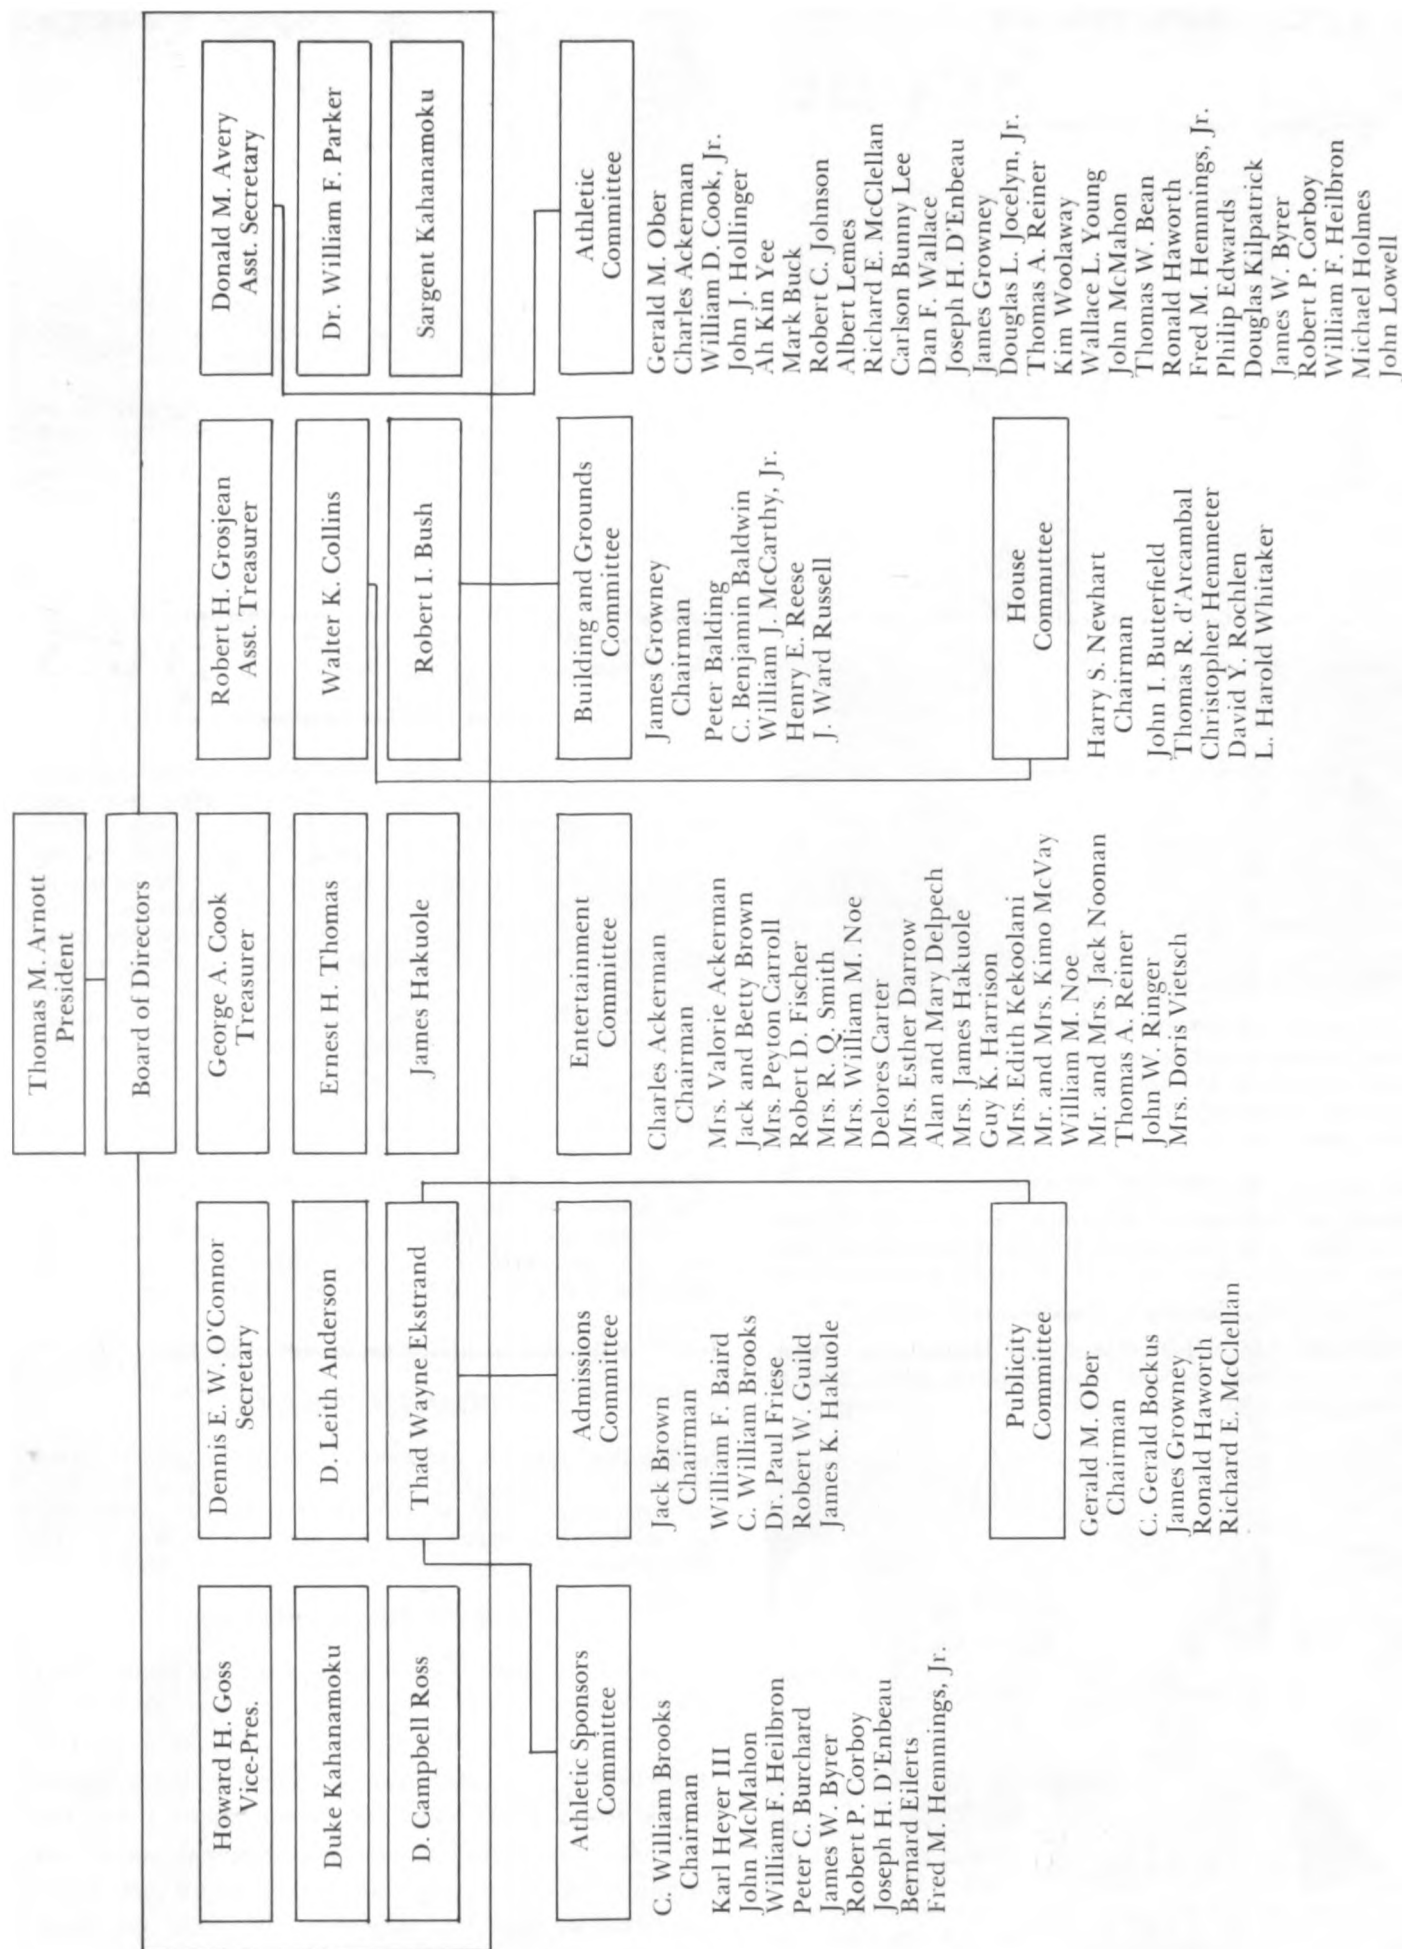 Thomas M. Arnott
President
Board of Directors
Howard H. Goss
Vice-Pres.
Dennis E. W. O'Connor
Secretary
George A. Cook
Treasurer
Robert H. Grosjean
Asst. Treasurer
Donald M. Avery
Asst. Secretary
Duke Kahanamoku
D. Leith Anderson
Ernest H. Thomas
Walter K. Collins
Dr. William F. Parker
D. Campbell Ross
Thad Wayne Ekstrand
James Hakuole
Robert I. Bush
Sargent Kahanamoku
Athletic Sponsors
Committee
C. William Brooks
Chairman
Karl Heyer III
John McMahon
William F. Heilbron
Peter C. Burchard
James W. Byrer
Robert P. Corboy
Joseph H. D'Enbeau
Bernard Eilerts
Fred M. Hemmings, Jr.
Admissions
Committee
Jack Brown
Chairman
William F. Baird
C. William Brooks
Dr. Paul Friese
Robert W. Guild
James K. Hakuole
Publicity
Committee
Gerald M. Ober
Chairman
C. Gerald Bockus
James Growney
Ronald Haworth
Richard E. McClellan
Entertainment
Committee
Charles Ackerman
Chairman
Mrs. Valorie Ackerman
Jack and Betty Brown
Mrs. Peyton Carroll
Robert D. Fischer
Mrs. R. Q. Smith
Mrs. William M. Noe
Delores Carter
Mrs. Esther Darrow
Alan and Mary Delpech
Mrs. James Hakuole
Guy K. Harrison
Mrs. Edith Kekoolani
Mr. and Mrs. Kimo McVay
William M. Noe
Mr. and Mrs. Jack Noonan
Thomas A. Reiner
John W. Ringer
Mrs. Doris Vietsch
Building and Grounds
Committee
James Growney
Chairman
Peter Balding
C. Benjamin Baldwin
William J. McCarthy, Jr.
Henry E. Reese
J. Ward Russell
House
Committee
Harry S. Newhart
Chairman
John I. Butterfield
Thomas R. d'Arcambal
Christopher Hemmeter
David Y. Rochlen
L. Harold Whitaker
Athletic
Committee
Gerald M. Ober
Charles Ackerman
William D. Cook, Jr.
John J. Hollinger
Ah Kin Yee
Mark Buck
Robert C. Johnson
Albert Lemes
Richard E. McClellan
Carlson Bunny Lee
Dan F. Wallace
Joseph H. D'Enbeau
James Growney
Douglas L. Jocelyn, Jr.
Thomas A. Reiner
Kim Woolaway
Wallace L. Young
John McMahon
Thomas W. Bean
Ronald Haworth
Fred M. Hemmings, Jr.
Philip Edwards
Douglas Kilpatrick
James W. Byrer
Robert P. Corboy
William F. Heilbron
Michael Holmes
John Lowell